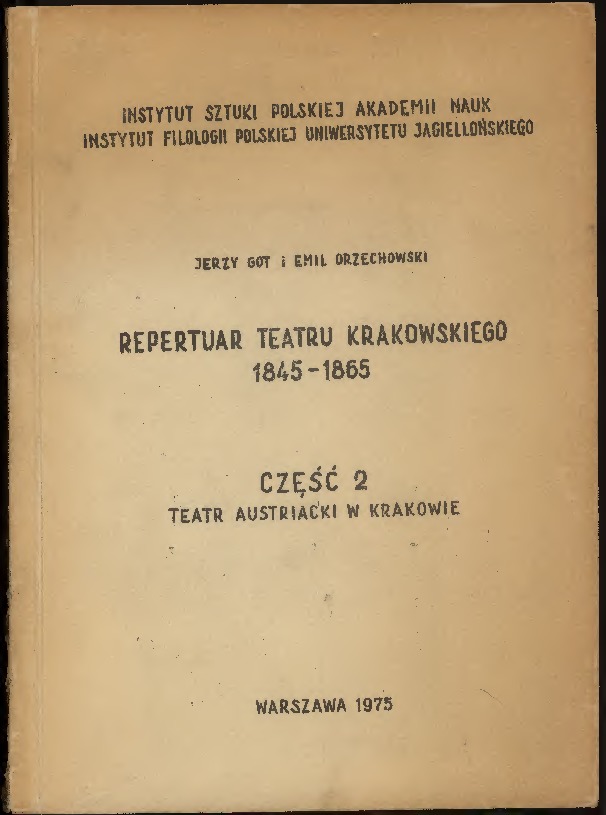 INSTYTUT SZTUKI POLSKIEJ AKADEMII NAUK
INSTYTUT FILOLOGII POLSKIEJ UNIWERSYTETU JAGIELLOŃSKIEGO
JERZY GOT i EMIL ORZECHOWSKI
REPERTUAR TEATRU KRAKOWSKIEGO
1845-1865
CZĘŚĆ 2
TEATR AUSTRIACKI W KRAKOWIE
WARSZAWA 1975